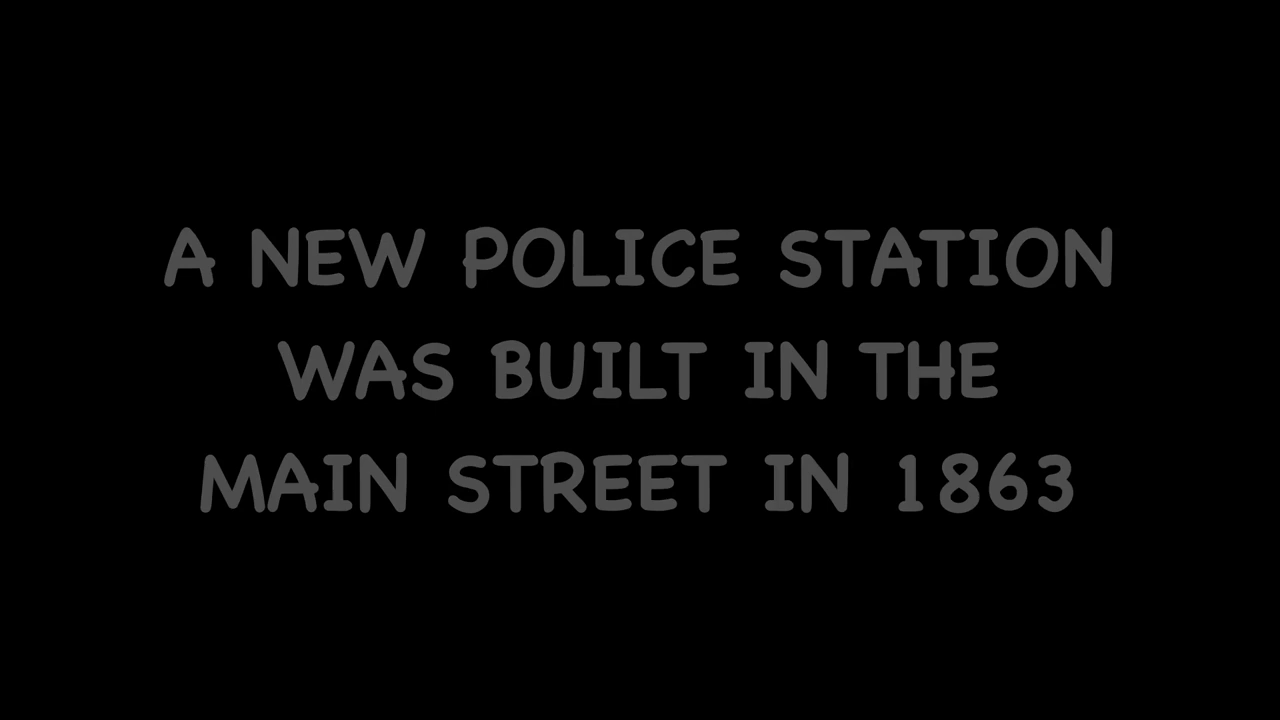 A NEW POLICE STATION
WAS BUILT IN THE
MAIN STREET IN 1863